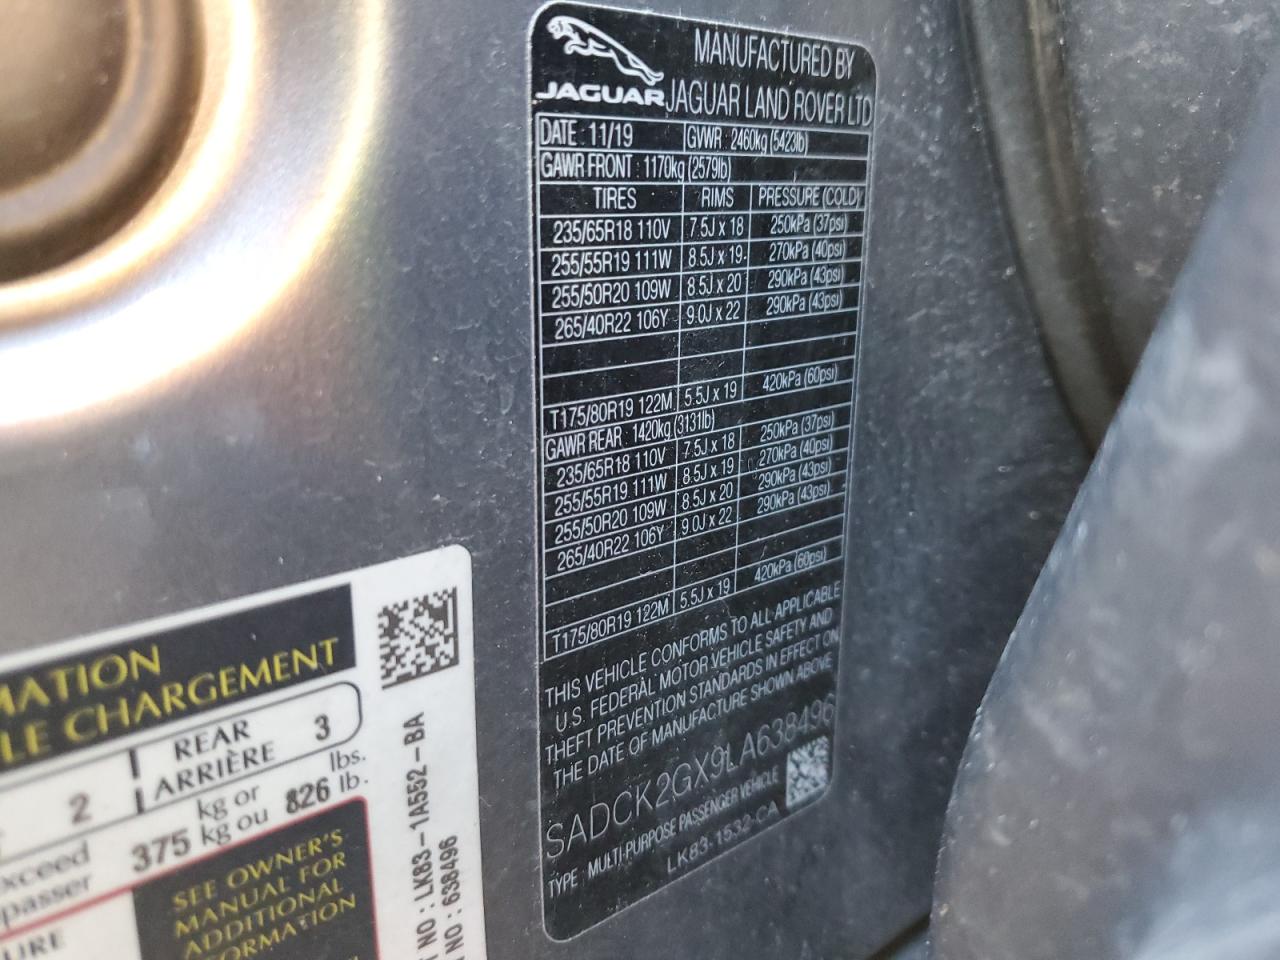 JAGUAR
MANUFACTURED BY
JAGUAR LAND ROVER LTD
DATE : 11/19 GVWR : 2460kg (5423lb)
GAWR FRONT : 1170kg (2579lb)
TIRES RIMS PRESSURE (COLD)
235/65R18 110V 7.5J x 18 250kPa (37psi)
255/55R19 111W 8.5J x 19 270kPa (40psi)
255/50R20 109W 8.5J x 20 290kPa (43psi)
265/40R22 106Y 9.0J x 22 290kPa (43psi)
T175/80R19 122M 5.5J x 19 420kPa (60psi)
GAWR REAR : 1420kg (3131lb)
235/65R18 110V 7.5J x 18 250kPa (37psi)
255/55R19 111W 8.5J x 19 270kPa (40psi)
255/50R20 109W 8.5J x 20 290kPa (43psi)
265/40R22 106Y 9.0J x 22 290kPa (43psi)
T175/80R19 122M 5.5J x 19 420kPa (60psi)
THIS VEHICLE CONFORMS TO ALL APPLICABLE
U.S. FEDERAL MOTOR VEHICLE SAFETY AND
THEFT PREVENTION STANDARDS IN EFFECT ON
THE DATE OF MANUFACTURE SHOWN ABOVE
SADCK2GX9LA638496
TYPE : MULTI-PURPOSE PASSENGER VEHICLE
LK83-1532-CA
MATION
LE CHARGEMENT
2 REAR 3
ARRIÈRE
xceed 375 kg or 826 lbs.
passer kg ou lb.
URE
SEE OWNER'S
MANUAL FOR
ADDITIONAL
FORMATION
T NO : LK83-1A552-BA
N NO : 638496